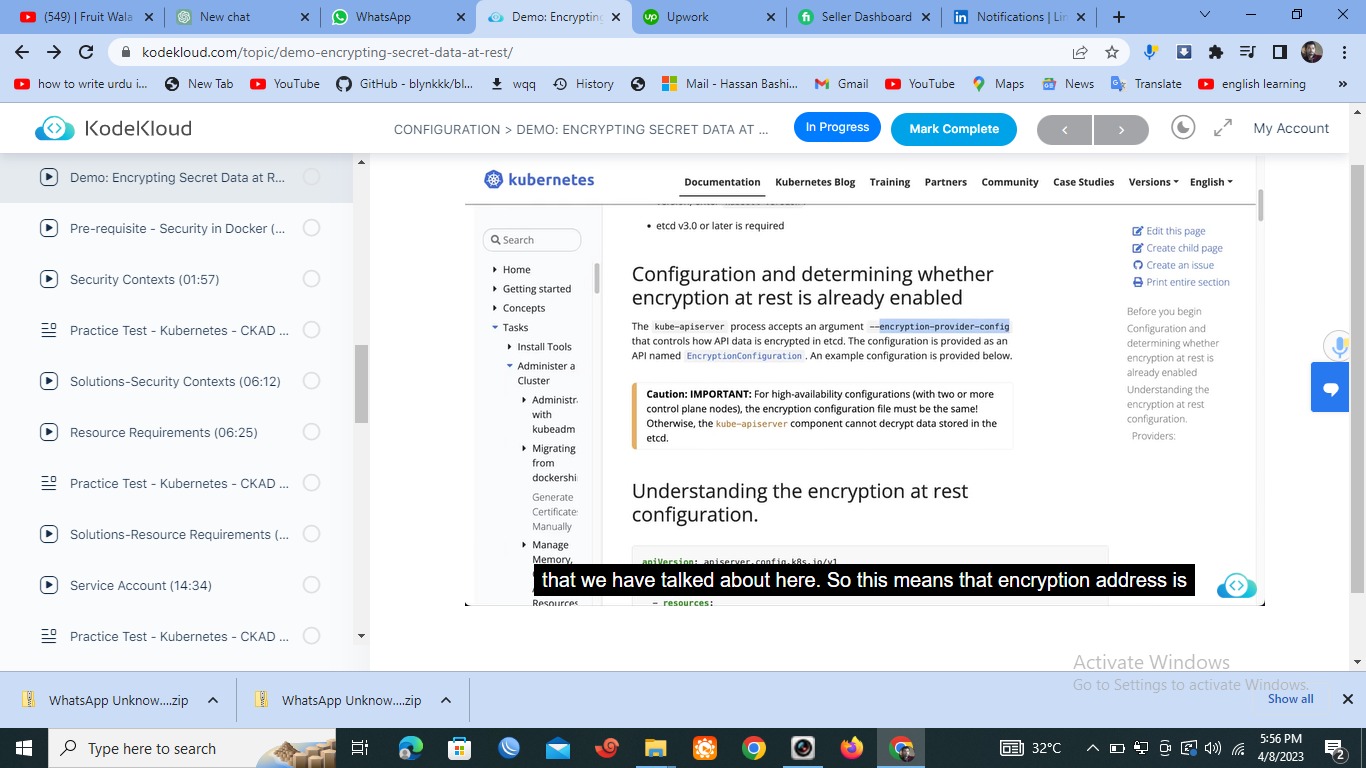 (549) | Fruit Wala
New chat
WhatsApp
Demo: Encrypting
Upwork
Seller Dashboard
Notifications | Lin
kodekloud.com/topic/demo-encrypting-secret-data-at-rest/
how to write urdu i...
New Tab
YouTube
GitHub - blynkkk/bl...
wqq
History
Mail - Hassan Bashi...
Gmail
YouTube
Maps
News
Translate
english learning
»
KodeKloud
CONFIGURATION > DEMO: ENCRYPTING SECRET DATA AT ...
In Progress
Mark Complete
<
>
My Account
Demo: Encrypting Secret Data at R...
Pre-requisite - Security in Docker (...
Security Contexts (01:57)
Practice Test - Kubernetes - CKAD ...
Solutions-Security Contexts (06:12)
Resource Requirements (06:25)
Practice Test - Kubernetes - CKAD ...
Solutions-Resource Requirements (...
Service Account (14:34)
Practice Test - Kubernetes - CKAD ...
kubernetes
Documentation
Kubernetes Blog
Training
Partners
Community
Case Studies
Versions
English
Search
Home
Getting started
Concepts
Tasks
Install Tools
Administer a
Cluster
Administra
with
kubeadm
Migrating
from
dockershi
Generate
Certificate
Manually
Manage
Memory,
Resources
• etcd v3.0 or later is required
Configuration and determining whether
encryption at rest is already enabled
The kube-apiserver process accepts an argument --encryption-provider-config
that controls how API data is encrypted in etcd. The configuration is provided as an
API named EncryptionConfiguration. An example configuration is provided below.
Caution: IMPORTANT: For high-availability configurations (with two or more
control plane nodes), the encryption configuration file must be the same!
Otherwise, the kube-apiserver component cannot decrypt data stored in the
etcd.
Understanding the encryption at rest
configuration.
apiVersion: apiserver.config.k8s.io/v1
- resources:
that we have talked about here. So this means that encryption address is
Edit this page
Create child page
Create an issue
Print entire section
Before you begin
Configuration and
determining whether
encryption at rest is
already enabled
Understanding the
encryption at rest
configuration.
Providers:
Activate Windows
Go to Settings to activate Windows.
WhatsApp Unknow....zip
WhatsApp Unknow....zip
Show all
Type here to search
32°C
5:56 PM
4/8/2023
2